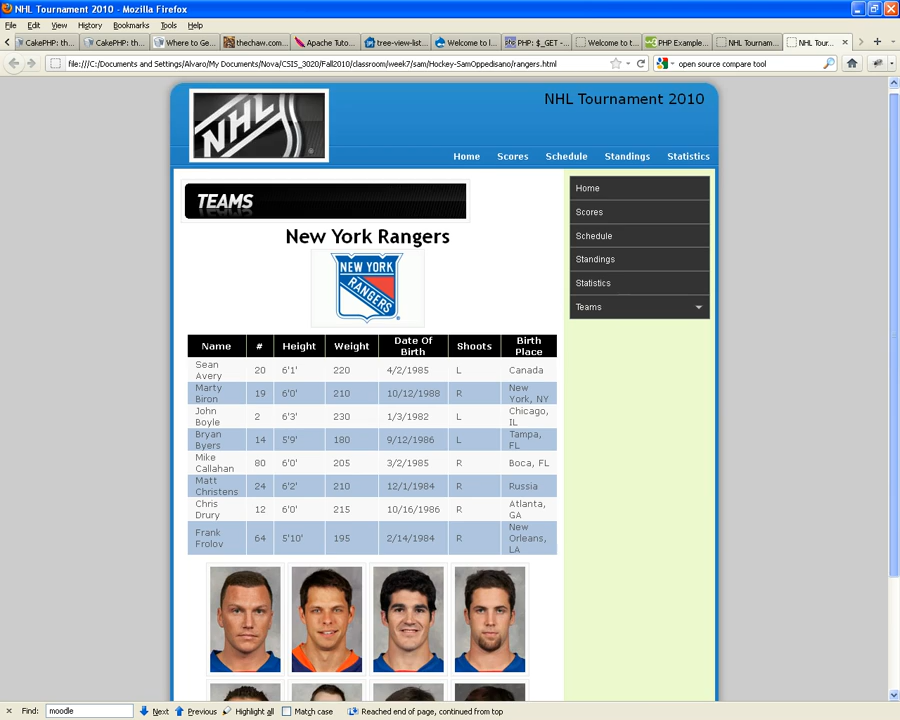 NHL Tournament 2010 - Mozilla Firefox
File Edit View History Bookmarks Tools Help
CakePHP: th... CakePHP: th... Where to Ge... thechaw.com... Apache Tuto... tree-view-list... Welcome to l... PHP: $_GET - ... Welcome to t... PHP Example... NHL Tournam... NHL Tour...
file:///C:/Documents and Settings/Alvaro/My Documents/Nova/CSIS_3020/Fall2010/classroom/week7/sam/Hockey-SamOppedisano/rangers.html
open source compare tool
NHL
NHL Tournament 2010
Home Scores Schedule Standings Statistics
TEAMS
New York Rangers
NEW YORK
RANGERS
Name # Height Weight Date Of Birth Shoots Birth Place
Sean Avery 20 6'1' 220 4/2/1985 L Canada
Marty Biron 19 6'0' 210 10/12/1988 R New York, NY
John Boyle 2 6'3' 230 1/3/1982 L Chicago, IL
Bryan Byers 14 5'9' 180 9/12/1986 L Tampa, FL
Mike Callahan 80 6'0' 205 3/2/1985 R Boca, FL
Matt Christens 24 6'2' 210 12/1/1984 R Russia
Chris Drury 12 6'0' 215 10/16/1986 R Atlanta, GA
Frank Frolov 64 5'10' 195 2/14/1984 R New Orleans, LA
Home
Scores
Schedule
Standings
Statistics
Teams
Find: moodle Next Previous Highlight all Match case Reached end of page, continued from top